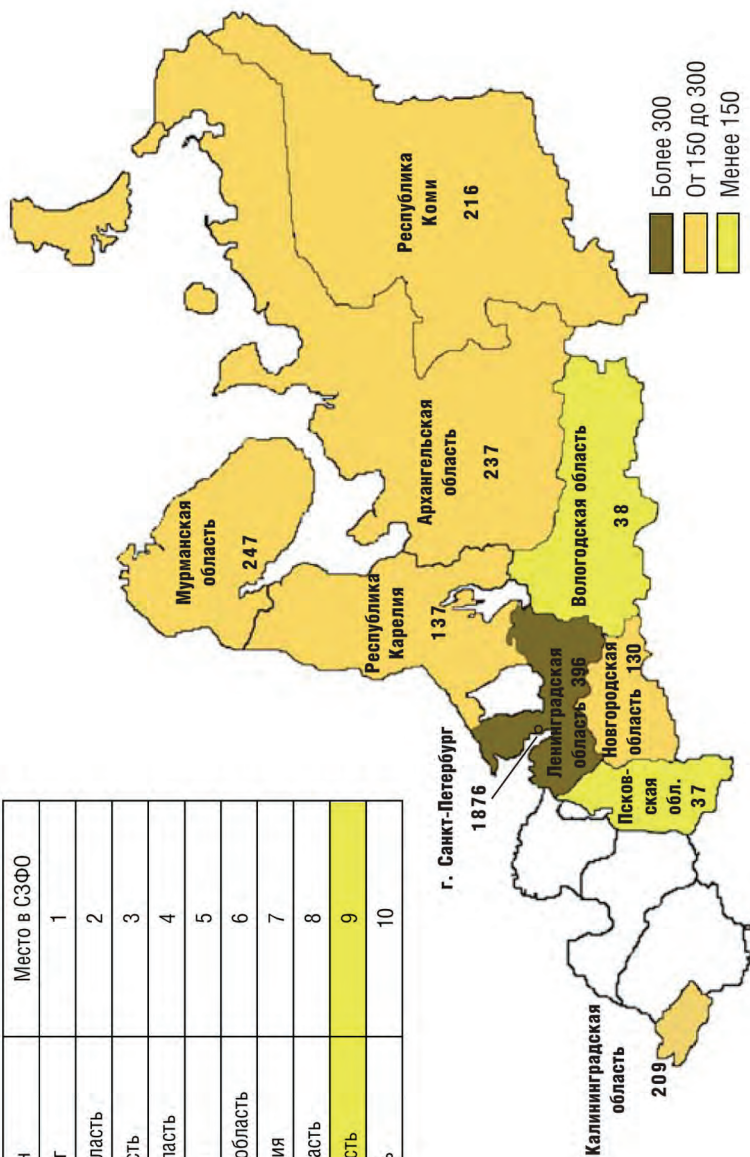 н Место в СЗФО
г 1
ласть 2
сть 3
ласть 4
5
область 6
ия 7
асть 8
сть 9
ь 10
Мурманская
область
247
Республика
Карелия
137
Архангельская
область
237
Республика
Коми
216
г. Санкт-Петербург
1876
Ленинградская
область 396
Новгородская
область 130
Вологодская область
38
Псков-
ская
обл.
37
Калининградская
область
209
Более 300
От 150 до 300
Менее 150